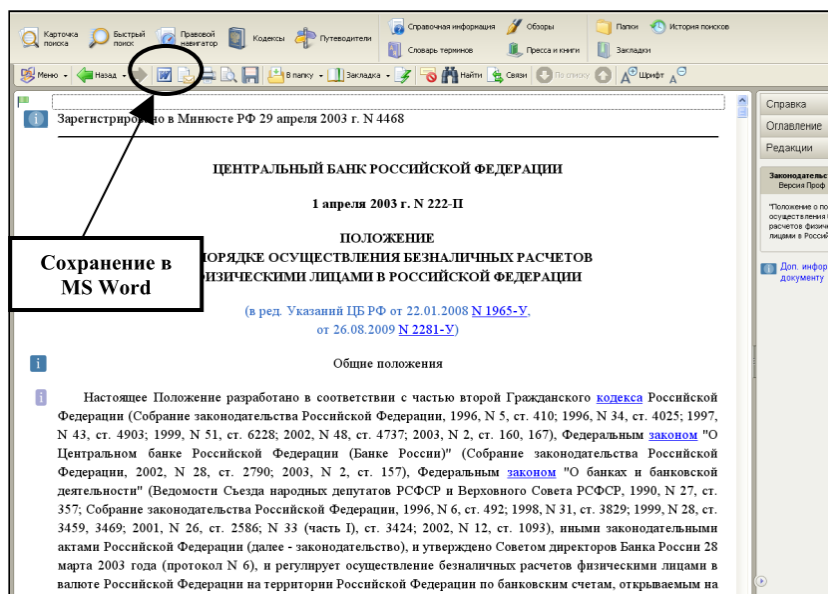 Карточка поиска
Быстрый поиск
Правовой навигатор
Кодексы
Путеводители
Справочная информация
Словарь терминов
Обзоры
Пресса и книги
Папки
Закладки
История поисков
Меню
Назад
В папку
Закладка
Найти
Связи
По списку
Шрифт
Зарегистрировано в Минюсте РФ 29 апреля 2003 г. N 4468
ЦЕНТРАЛЬНЫЙ БАНК РОССИЙСКОЙ ФЕДЕРАЦИИ
1 апреля 2003 г. N 222-П
ПОЛОЖЕНИЕ
ПОРЯДКЕ ОСУЩЕСТВЛЕНИЯ БЕЗНАЛИЧНЫХ РАСЧЕТОВ
ФИЗИЧЕСКИМИ ЛИЦАМИ В РОССИЙСКОЙ ФЕДЕРАЦИИ
Сохранение в
MS Word
(в ред. Указаний ЦБ РФ от 22.01.2008 N 1965-У,
от 26.08.2009 N 2281-У)
Общие положения
Настоящее Положение разработано в соответствии с частью второй Гражданского кодекса Российской
Федерации (Собрание законодательства Российской Федерации, 1996, N 5, ст. 410; 1996, N 34, ст. 4025; 1997,
N 43, ст. 4903; 1999, N 51, ст. 6228; 2002, N 48, ст. 4737; 2003, N 2, ст. 160, 167), Федеральным законом "О
Центральном банке Российской Федерации (Банке России)" (Собрание законодательства Российской
Федерации, 2002, N 28, ст. 2790; 2003, N 2, ст. 157), Федеральным законом "О банках и банковской
деятельности" (Ведомости Съезда народных депутатов РСФСР и Верховного Совета РСФСР, 1990, N 27, ст.
357; Собрание законодательства Российской Федерации, 1996, N 6, ст. 492; 1998, N 31, ст. 3829; 1999, N 28, ст.
3459, 3469; 2001, N 26, ст. 2586; N 33 (часть I), ст. 3424; 2002, N 12, ст. 1093), иными законодательными
актами Российской Федерации (далее - законодательство), и утверждено Советом директоров Банка России 28
марта 2003 года (протокол N 6), и регулирует осуществление безналичных расчетов физическими лицами в
валюте Российской Федерации на территории Российской Федерации по банковским счетам, открываемым на
Справка
Оглавление
Редакции
Законодательс
Версия Проф
"Положение о по
осуществления
расчетов физич
лицами в Россий
Доп. инфор
документу